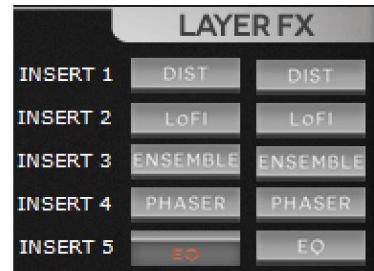 LAYER FX
INSERT 1 DIST DIST
INSERT 2 LoFI LoFI
INSERT 3 ENSEMBLE ENSEMBLE
INSERT 4 PHASER PHASER
INSERT 5 EQ EQ